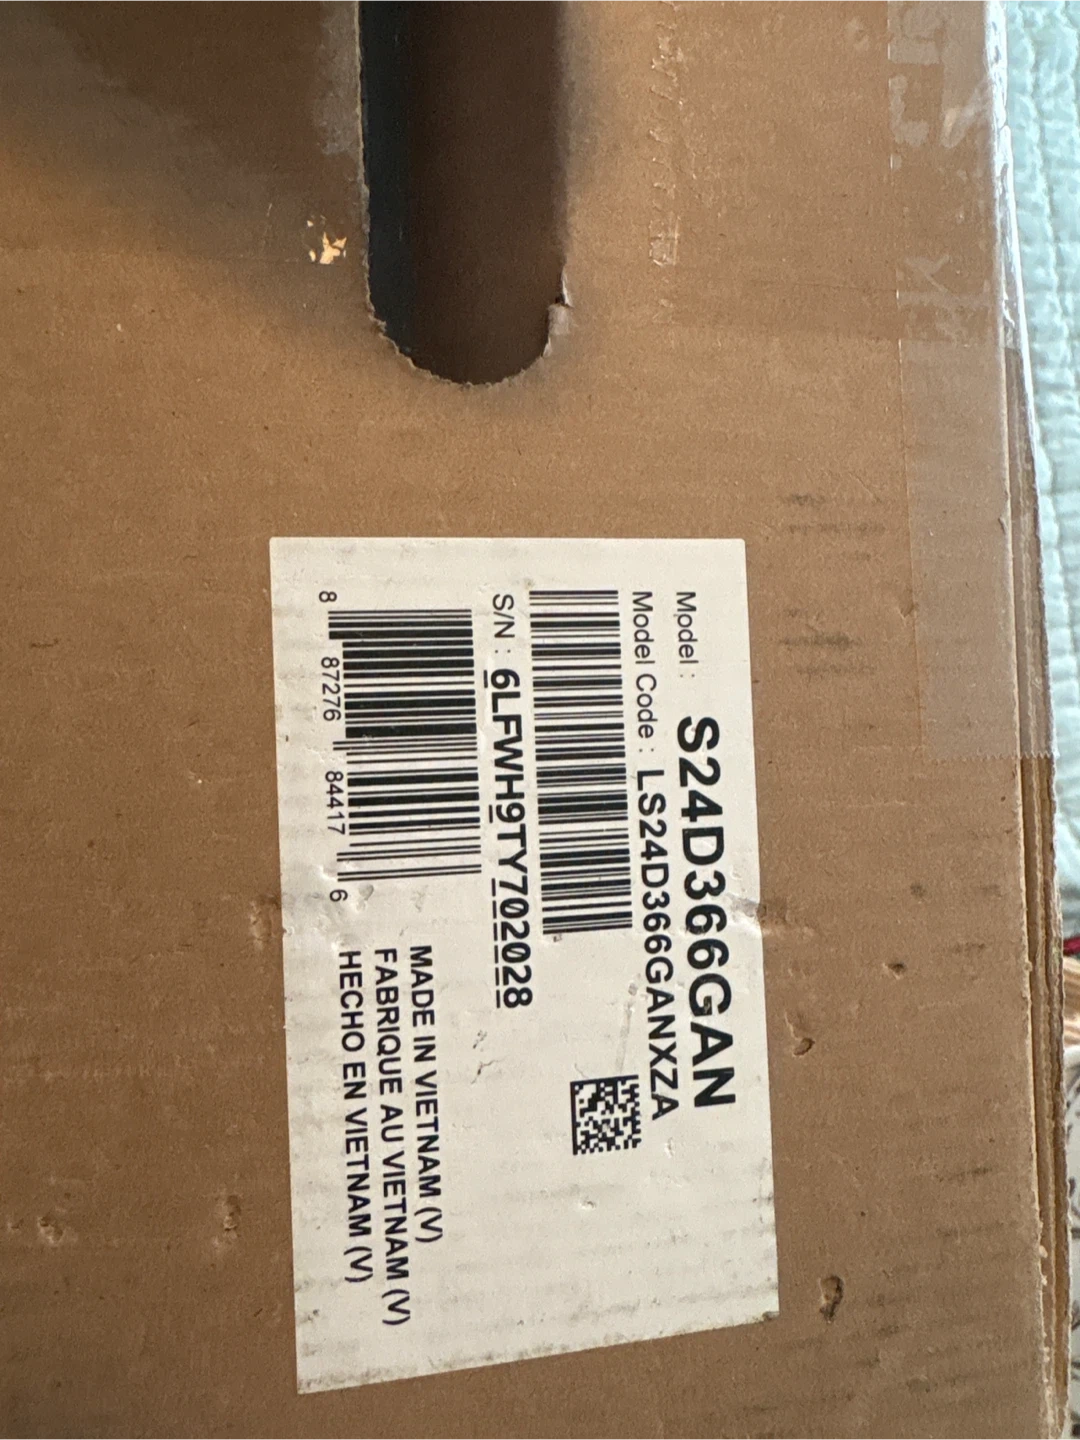 Model : S24D366GAN
Model Code : LS24D366GANXZA
S/N : 6LFWH9TY702028
8 87276 84417 6
MADE IN VIETNAM (V)
FABRIQUE AU VIETNAM (V)
HECHO EN VIETNAM (V)